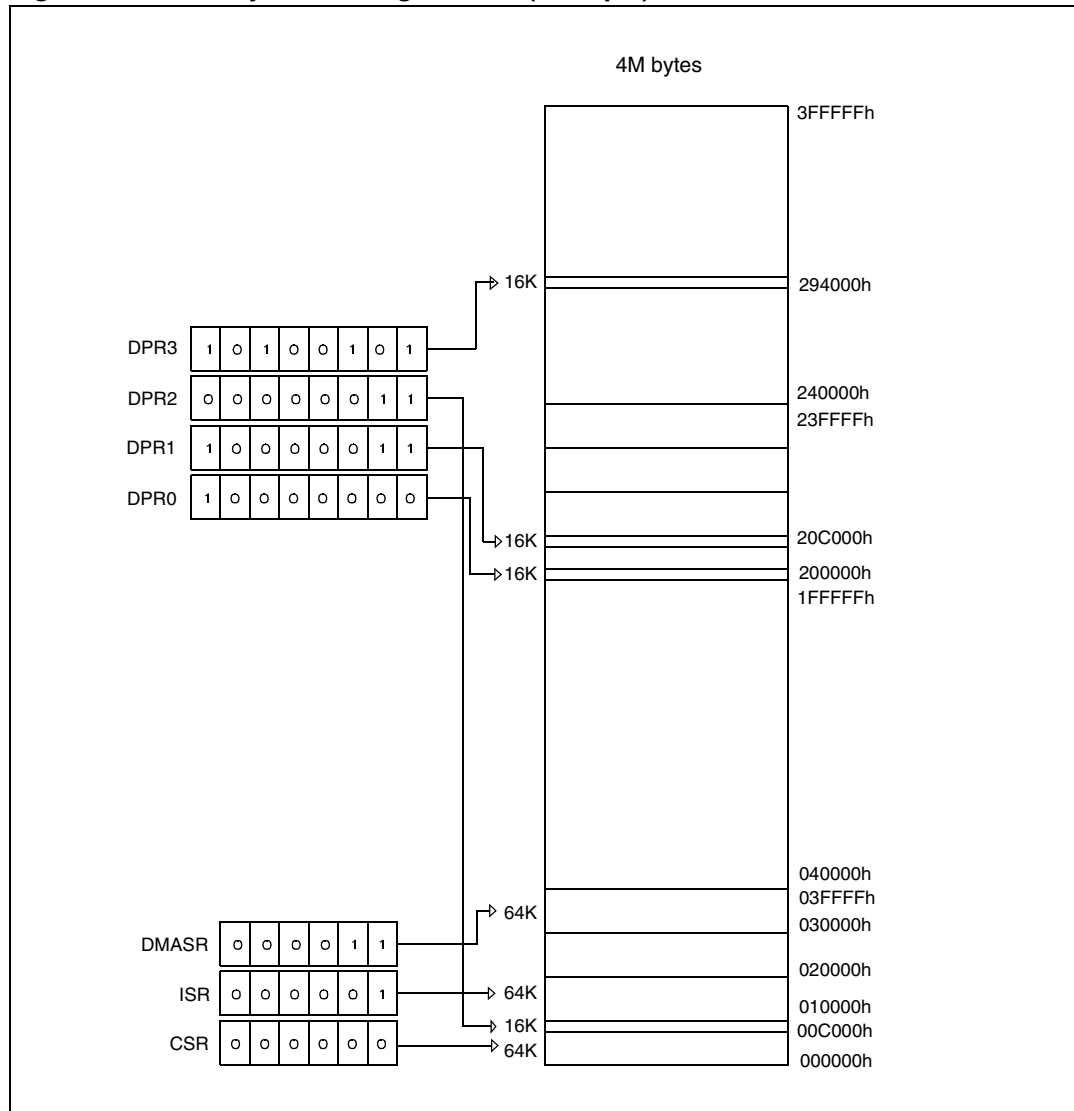 4M bytes
3FFFFFh
16K
294000h
DPR3 1 0 1 0 0 1 0 1
DPR2 0 0 0 0 0 0 1 1
240000h
23FFFFh
DPR1 1 0 0 0 0 0 1 1
DPR0 1 0 0 0 0 0 0 0
16K
20C000h
16K
200000h
1FFFFFh
040000h
03FFFFh
64K
030000h
DMASR 0 0 0 0 1 1
020000h
ISR 0 0 0 0 0 1
64K
010000h
16K
00C000h
CSR 0 0 0 0 0 0
64K
000000h